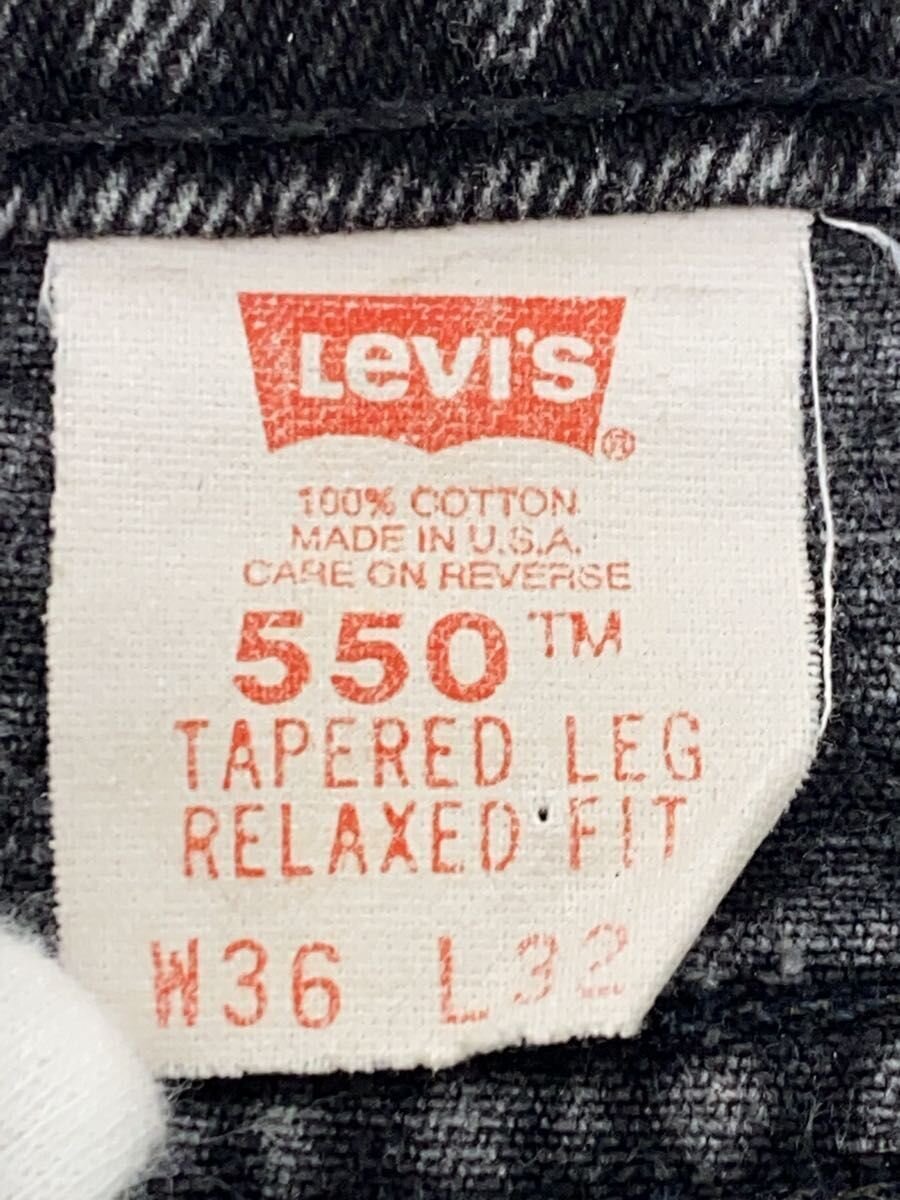 Levi's ®
100% COTTON
MADE IN U.S.A.
CARE ON REVERSE
550™
TAPERED LEG
RELAXED FIT
W36 L32